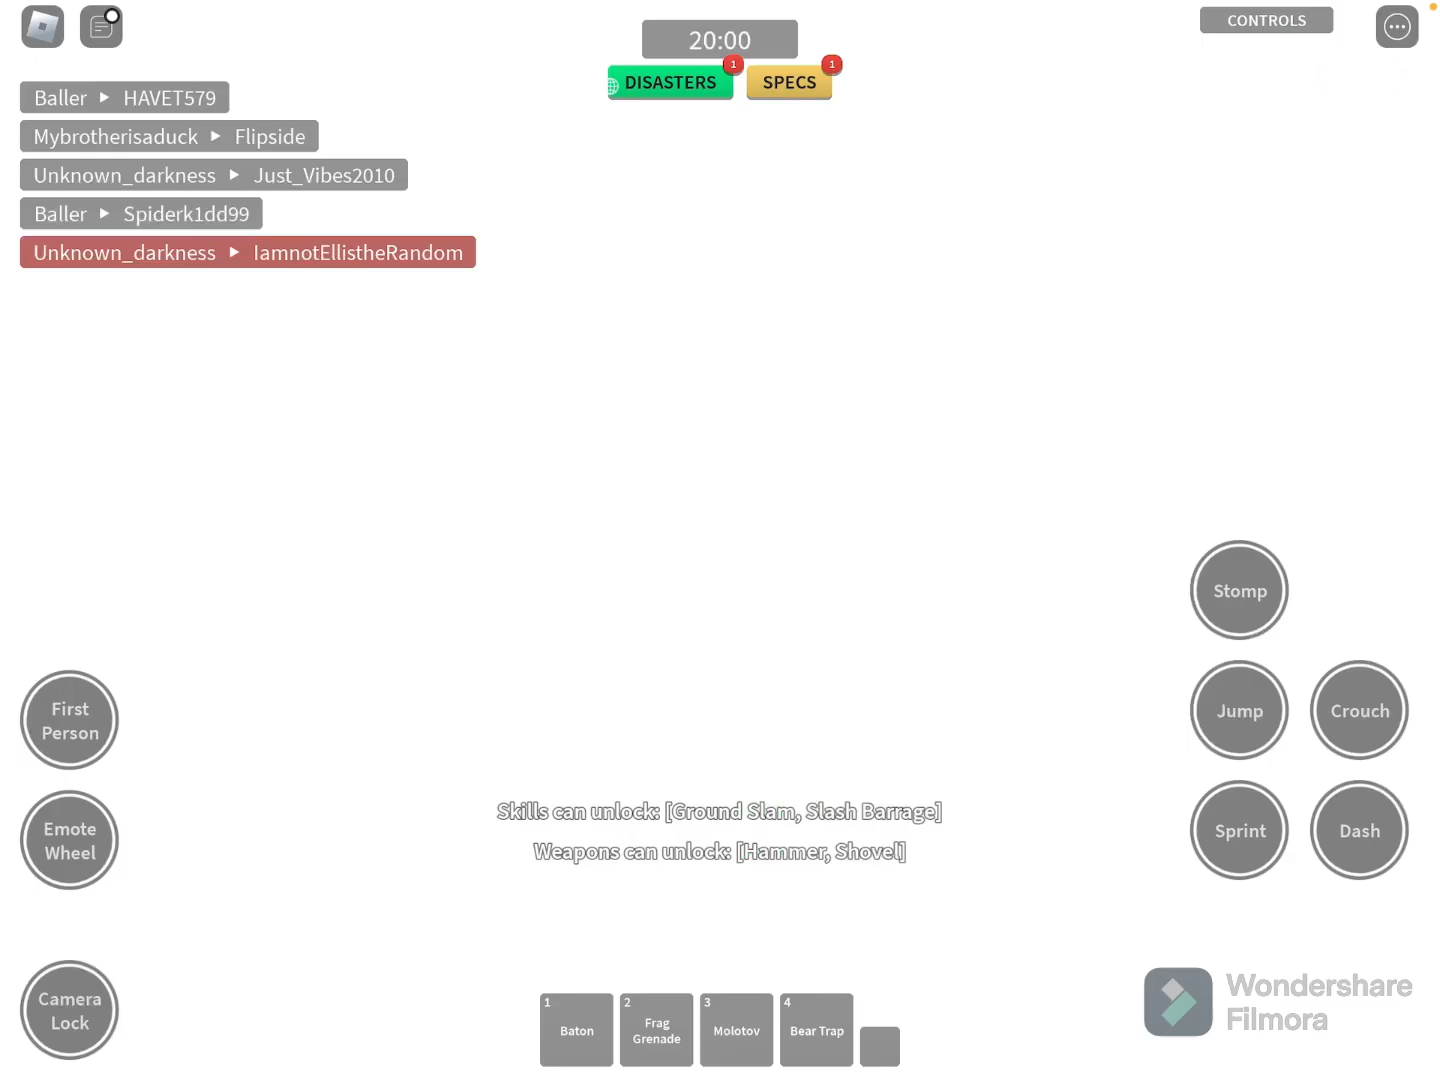 20:00
CONTROLS
DISASTERS 1
SPECS 1
Baller ▶ HAVET579
Mybrotherisaduck ▶ Flipside
Unknown_darkness ▶ Just_Vibes2010
Baller ▶ Spiderk1dd99
Unknown_darkness ▶ IamnotEllistheRandom
Stomp
First
Person
Jump
Crouch
Skills can unlock: [Ground Slam, Slash Barrage]
Weapons can unlock: [Hammer, Shovel]
Emote
Wheel
Sprint
Dash
Camera
Lock
1 Baton
2 Frag
Grenade
3 Molotov
4 Bear Trap
Wondershare
Filmora